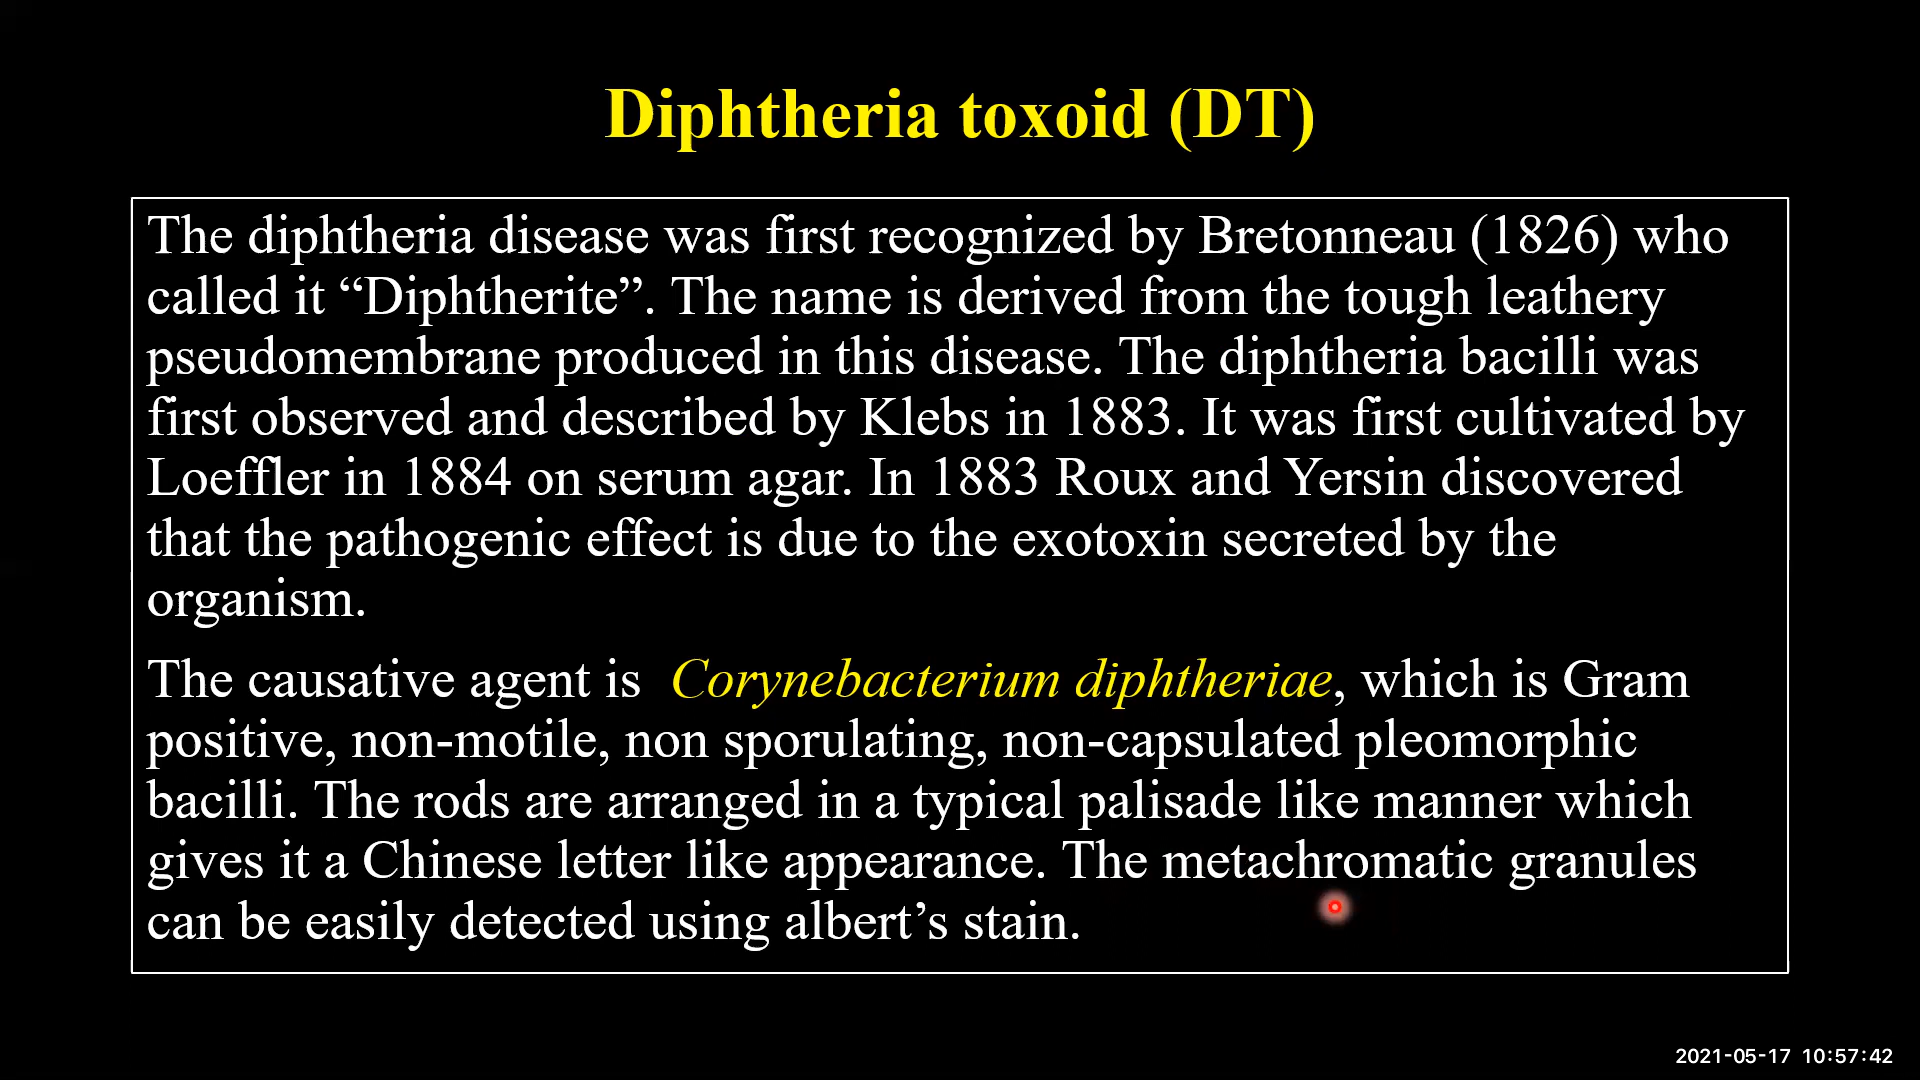 Diphtheria toxoid (DT)
The diphtheria disease was first recognized by Bretonneau (1826) who
called it “Diphtherite”. The name is derived from the tough leathery
pseudomembrane produced in this disease. The diphtheria bacilli was
first observed and described by Klebs in 1883. It was first cultivated by
Loeffler in 1884 on serum agar. In 1883 Roux and Yersin discovered
that the pathogenic effect is due to the exotoxin secreted by the
organism.
The causative agent is Corynebacterium diphtheriae, which is Gram
positive, non-motile, non sporulating, non-capsulated pleomorphic
bacilli. The rods are arranged in a typical palisade like manner which
gives it a Chinese letter like appearance. The metachromatic granules
can be easily detected using albert’s stain.
2021-05-17 10:57:42